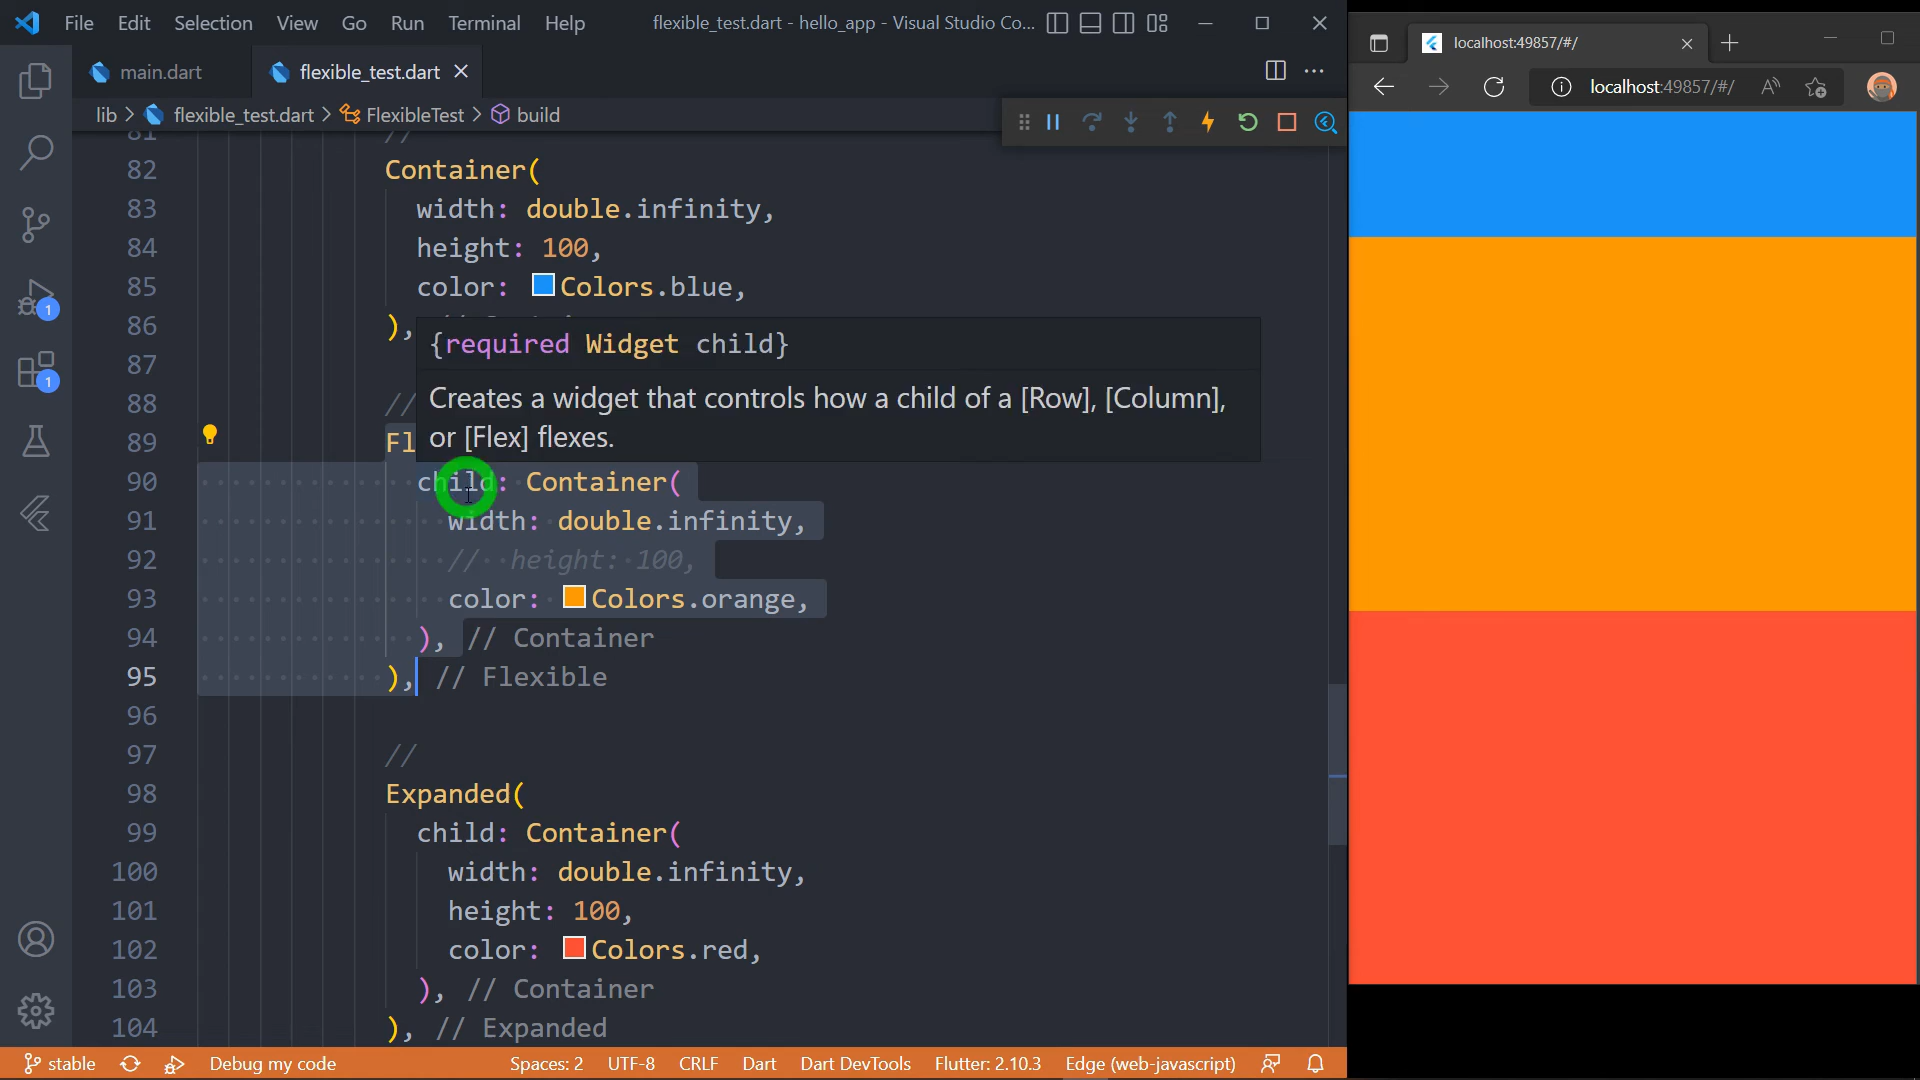 File Edit Selection View Go Run Terminal Help
flexible_test.dart - hello_app - Visual Studio Co...
main.dart
flexible_test.dart
lib > flexible_test.dart > FlexibleTest > build
81 //
82 Container(
83 width: double.infinity,
84 height: 100,
85 color: Colors.blue,
86 ),
87
88 //
89 Fl
{required Widget child}
Creates a widget that controls how a child of a [Row], [Column],
or [Flex] flexes.
90 child: Container(
91 width: double.infinity,
92 // height: 100,
93 color: Colors.orange,
94 ), // Container
95 ), // Flexible
96
97 //
98 Expanded(
99 child: Container(
100 width: double.infinity,
101 height: 100,
102 color: Colors.red,
103 ), // Container
104 ), // Expanded
1
1
stable
Debug my code
Spaces: 2
UTF-8
CRLF
Dart
Dart DevTools
Flutter: 2.10.3
Edge (web-javascript)
localhost:49857/#/
localhost:49857/#/